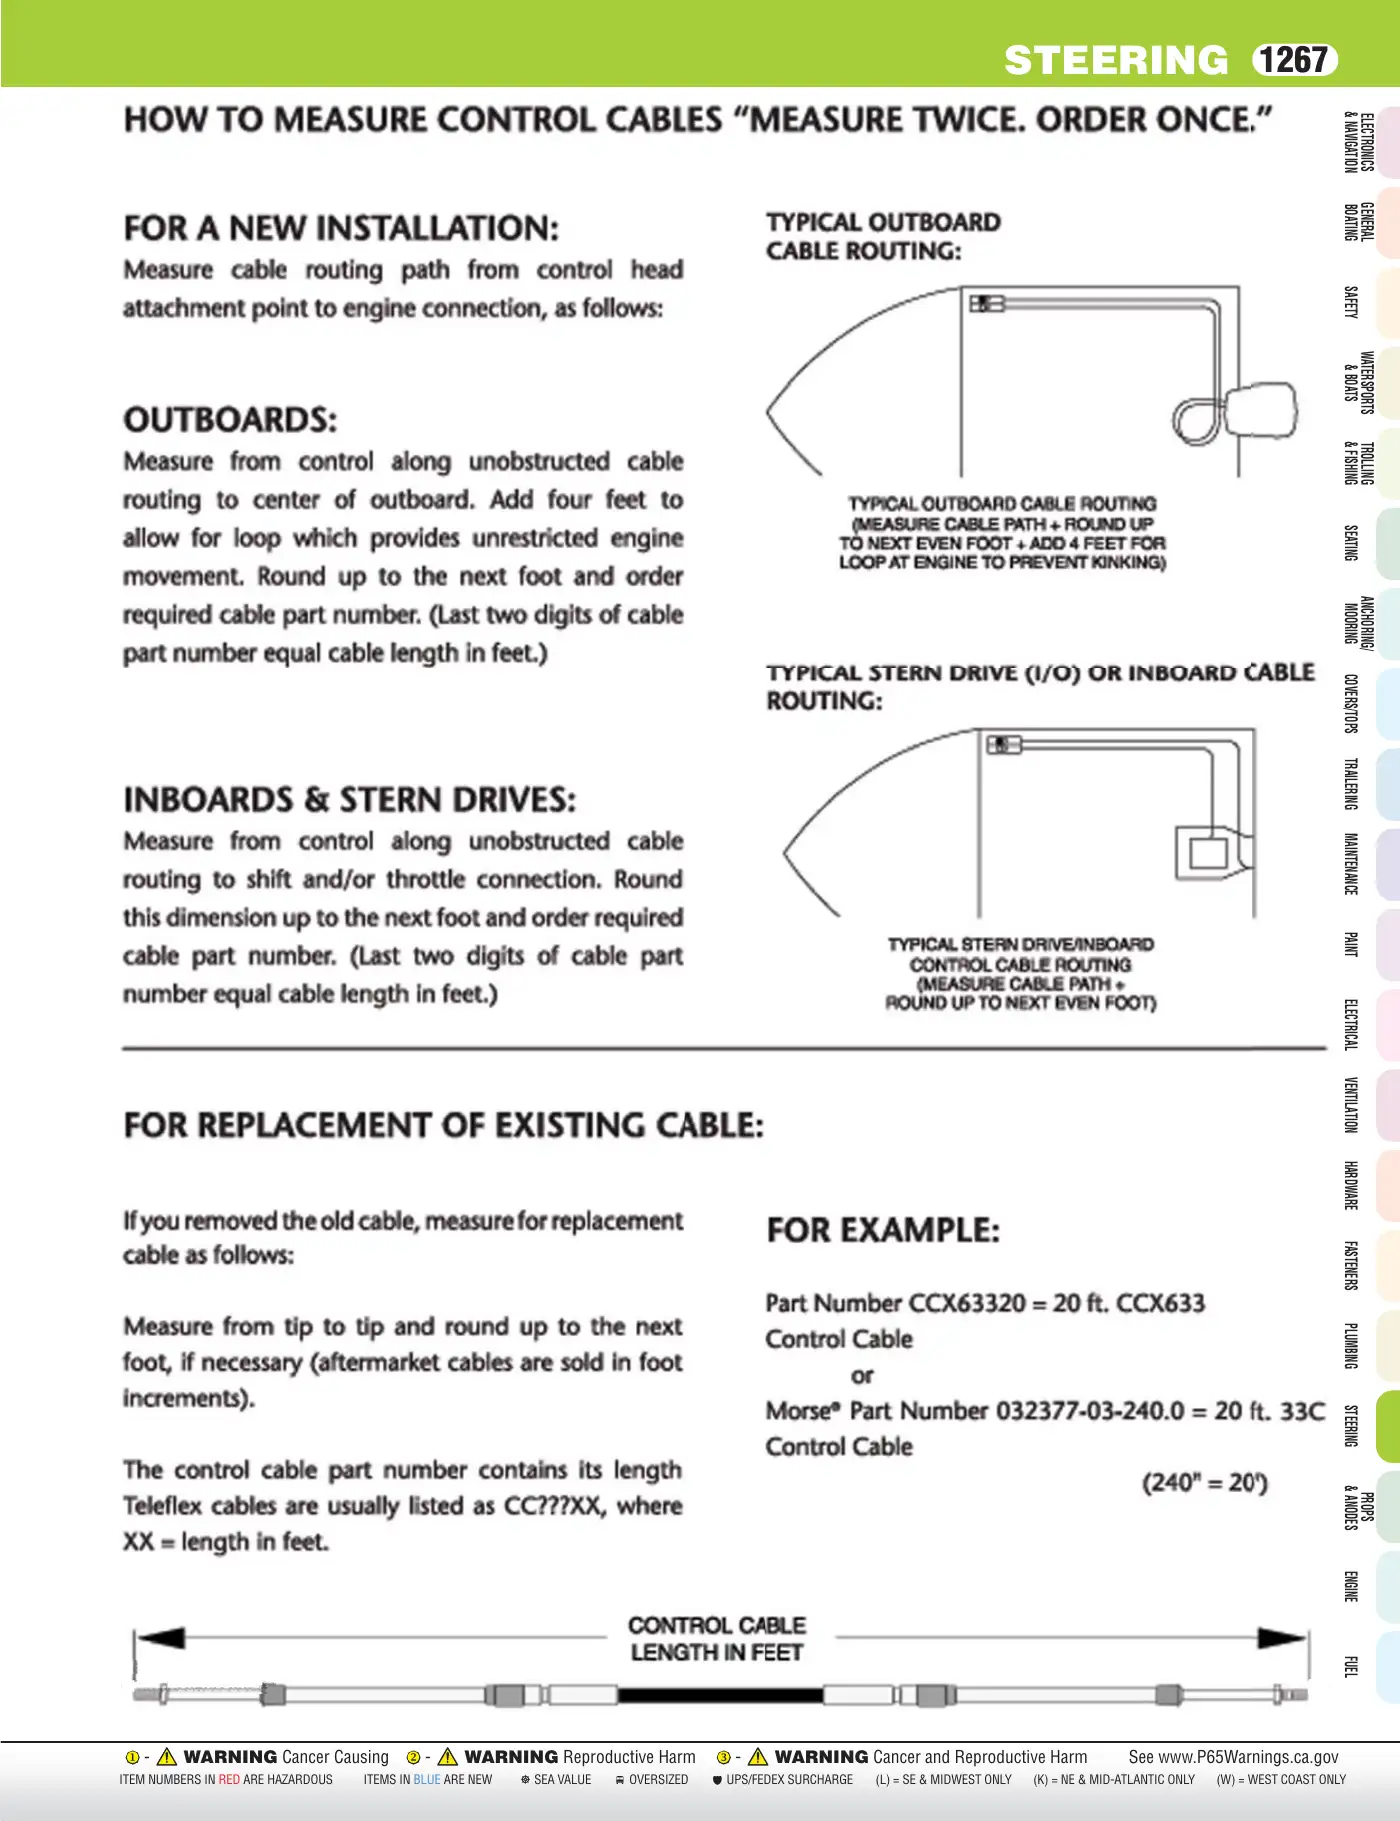 STEERING 1267
HOW TO MEASURE CONTROL CABLES “MEASURE TWICE. ORDER ONCE.”
FOR A NEW INSTALLATION:
Measure cable routing path from control head
attachment point to engine connection, as follows:
OUTBOARDS:
Measure from control along unobstructed cable
routing to center of outboard. Add four feet to
allow for loop which provides unrestricted engine
movement. Round up to the next foot and order
required cable part number. (Last two digits of cable
part number equal cable length in feet.)
INBOARDS & STERN DRIVES:
Measure from control along unobstructed cable
routing to shift and/or throttle connection. Round
this dimension up to the next foot and order required
cable part number. (Last two digits of cable part
number equal cable length in feet.)
TYPICAL OUTBOARD
CABLE ROUTING:
TYPICAL OUTBOARD CABLE ROUTING
(MEASURE CABLE PATH + ROUND UP
TO NEXT EVEN FOOT + ADD 4 FEET FOR
LOOP AT ENGINE TO PREVENT KINKING)
TYPICAL STERN DRIVE (I/O) OR INBOARD CABLE
ROUTING:
TYPICAL STERN DRIVE/INBOARD
CONTROL CABLE ROUTING
(MEASURE CABLE PATH +
ROUND UP TO NEXT EVEN FOOT)
FOR REPLACEMENT OF EXISTING CABLE:
If you removed the old cable, measure for replacement
cable as follows:
Measure from tip to tip and round up to the next
foot, if necessary (aftermarket cables are sold in foot
increments).
The control cable part number contains its length
Teleflex cables are usually listed as CC???XX, where
XX = length in feet.
FOR EXAMPLE:
Part Number CCX63320 = 20 ft. CCX633
Control Cable
or
Morse® Part Number 032377-03-240.0 = 20 ft. 33C
Control Cable
(240" = 20')
CONTROL CABLE
LENGTH IN FEET
ELECTRONICS
& NAVIGATION
GENERAL
BOATING
SAFETY
WATERSPORTS
& BOATS
TROLLING
& FISHING
SEATING
ANCHORING/
MOORING
COVERS/TOPS
TRAILERING
MAINTENANCE
PAINT
ELECTRICAL
VENTILATION
HARDWARE
FASTENERS
PLUMBING
STEERING
PROPS
& ANODES
ENGINE
FUEL
1 - WARNING Cancer Causing 2 - WARNING Reproductive Harm 3 - WARNING Cancer and Reproductive Harm See www.P65Warnings.ca.gov
ITEM NUMBERS IN RED ARE HAZARDOUS ITEMS IN BLUE ARE NEW SEA VALUE OVERSIZED UPS/FEDEX SURCHARGE (L) = SE & MIDWEST ONLY (K) = NE & MID-ATLANTIC ONLY (W) = WEST COAST ONLY